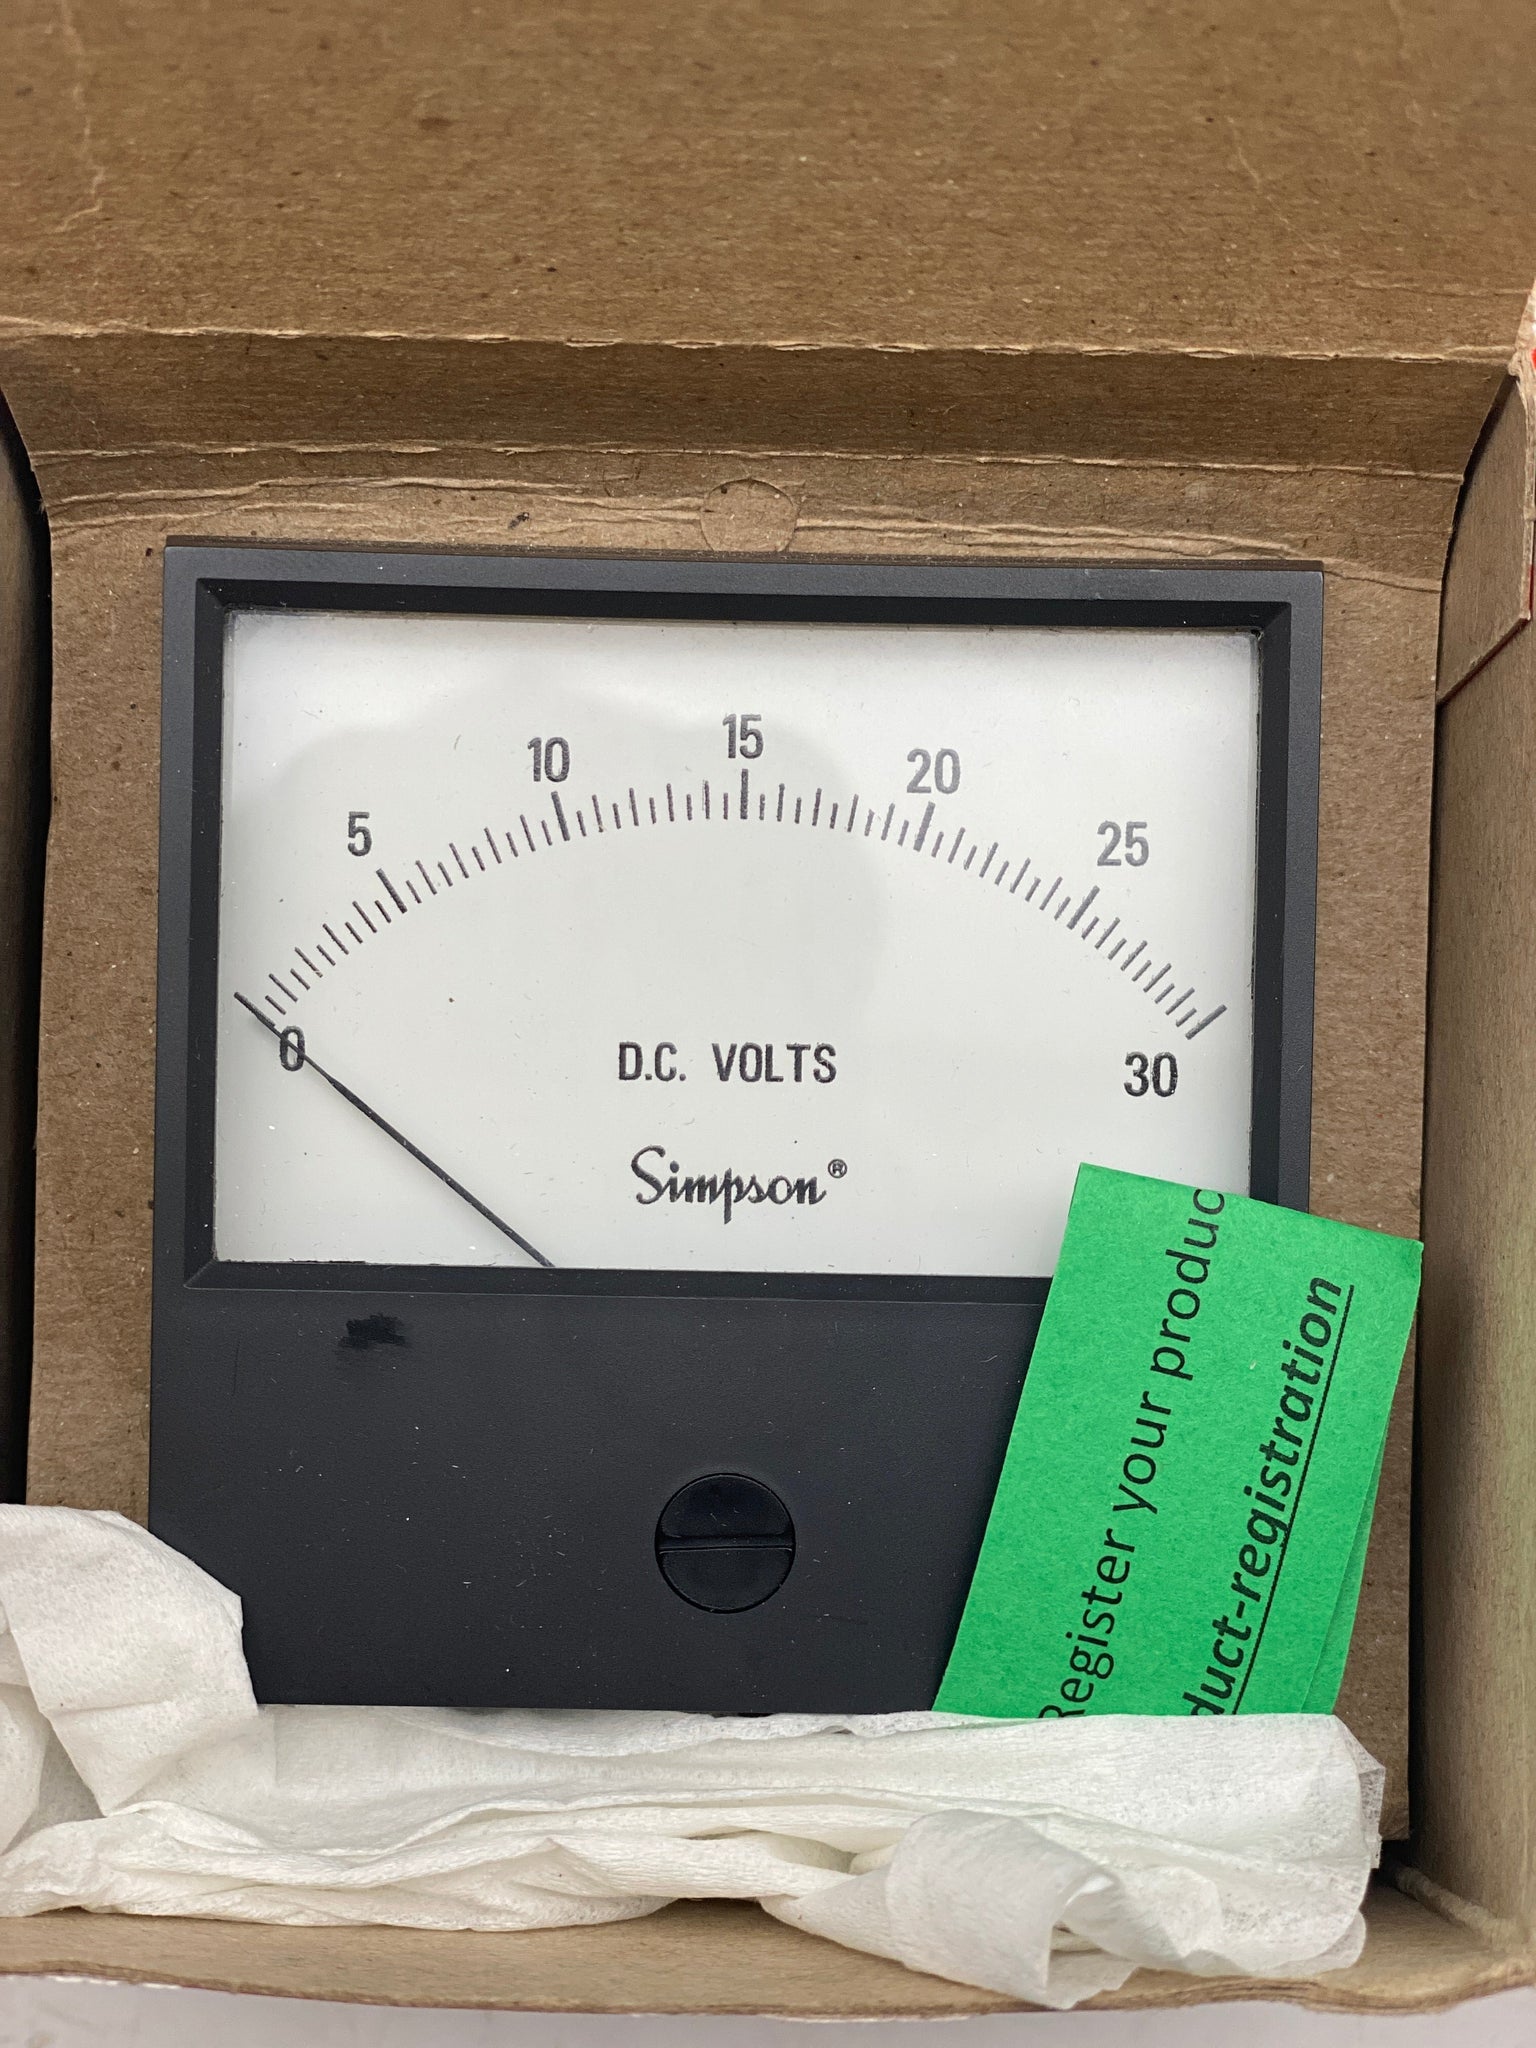 0 5 10 15 20 25 30
D.C. VOLTS
Simpson®
Register your produc
duct-registration